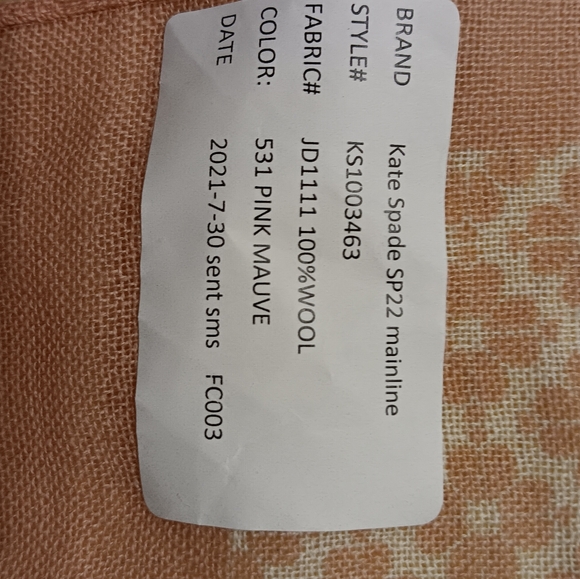 BRAND Kate Spade SP22 mainline
STYLE# KS1003463
FABRIC# JD1111 100%WOOL
COLOR: 531 PINK MAUVE
DATE 2021-7-30 sent sms FC003